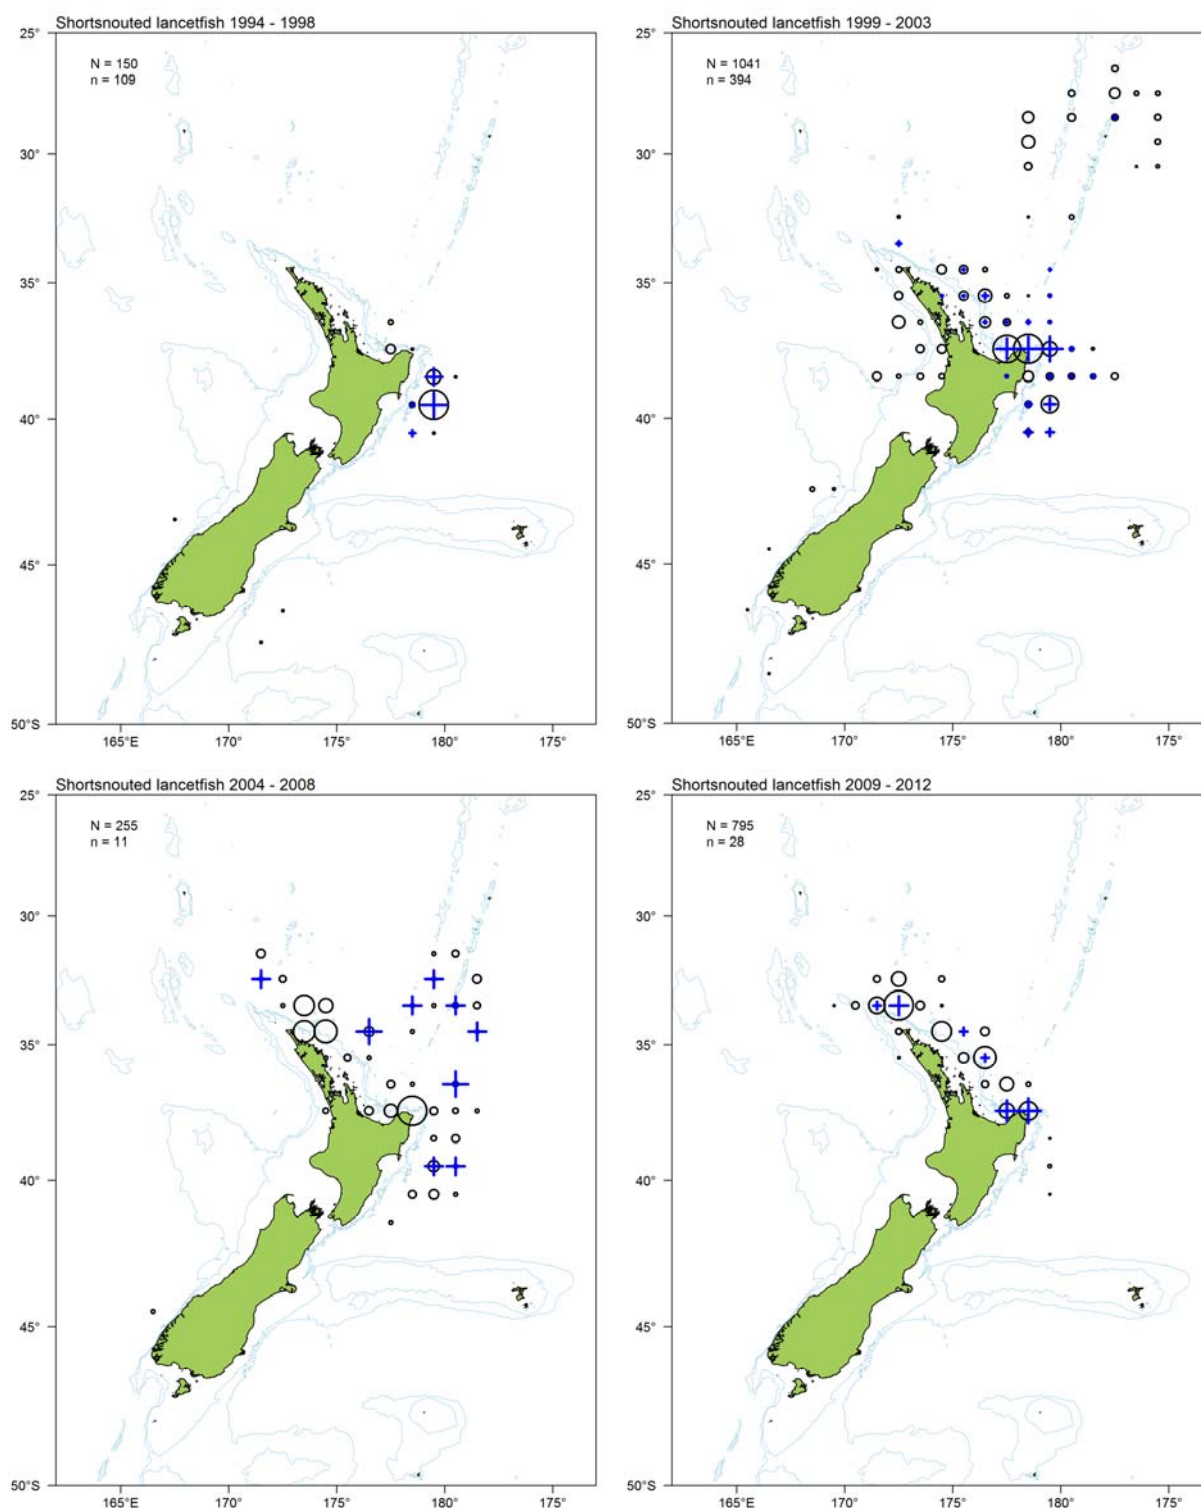 Shortsnouted lancetfish 1994 - 1998
25°
N = 150
n = 109
30°
35°
40°
45°
50°S
165°E
170°
175°
180°
175°
Shortsnouted lancetfish 1999 - 2003
25°
N = 1041
n = 394
30°
35°
40°
45°
50°S
165°E
170°
175°
180°
175°
Shortsnouted lancetfish 2004 - 2008
25°
N = 255
n = 11
30°
35°
40°
45°
50°S
165°E
170°
175°
180°
175°
Shortsnouted lancetfish 2009 - 2012
25°
N = 795
n = 28
30°
35°
40°
45°
50°S
165°E
170°
175°
180°
175°